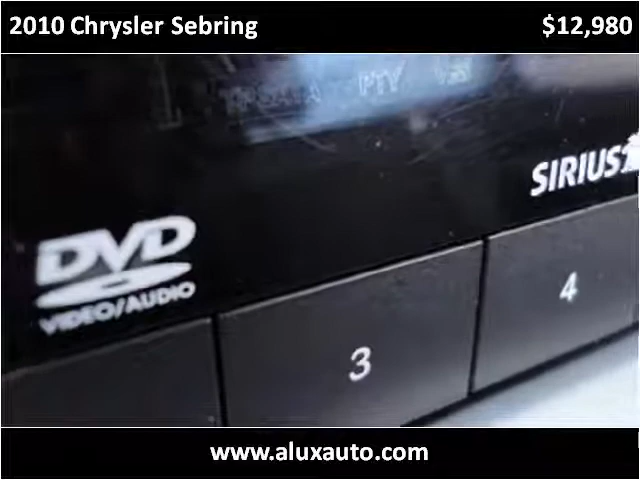 2010 Chrysler Sebring $12,980
PTY
SIRIUS
DVD
VIDEO/AUDIO
4
3
www.aluxauto.com